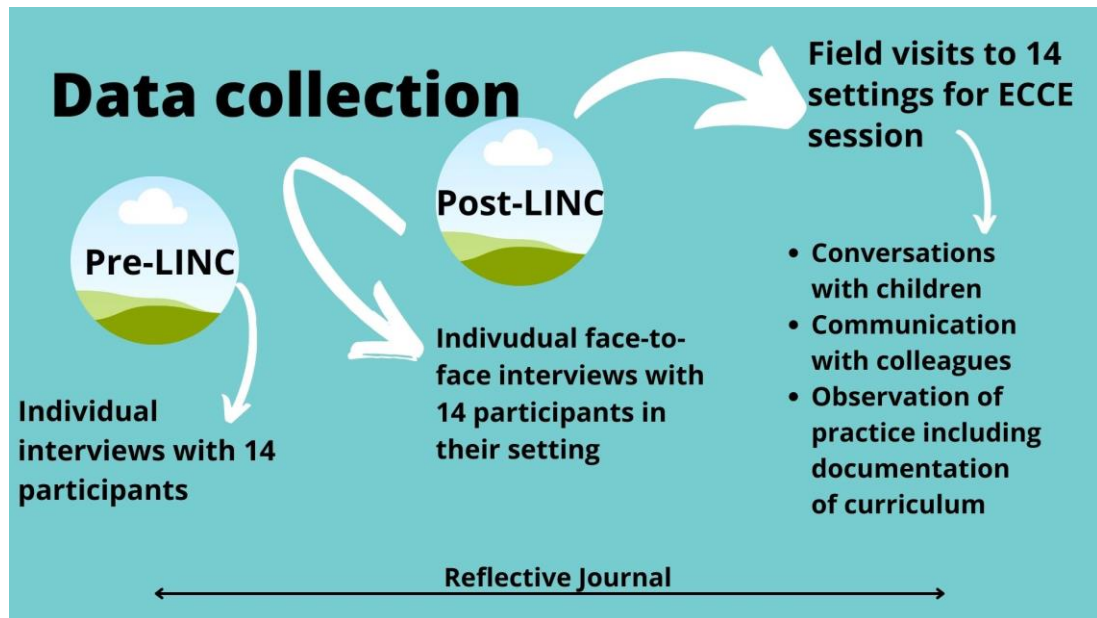 Data collection
Pre-LINC
Individual
interviews with 14
participants
Post-LINC
Indivudual face-to-
face interviews with
14 participants in
their setting
Field visits to 14
settings for ECCE
session
• Conversations
with children
• Communication
with colleagues
• Observation of
practice including
documentation
of curriculum
Reflective Journal